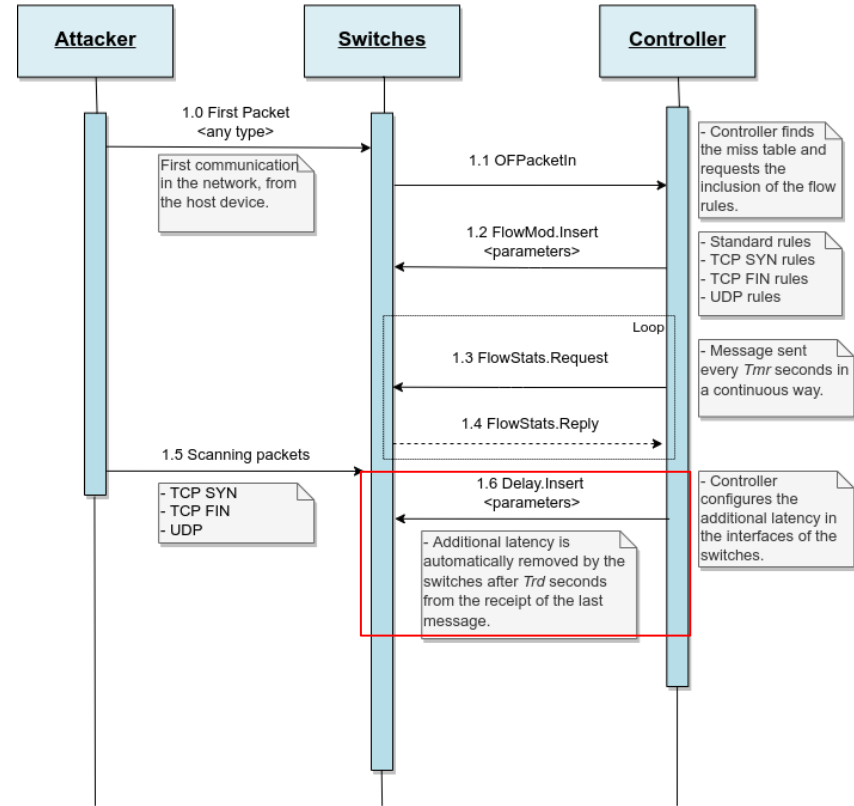 Attacker
Switches
Controller
1.0 First Packet
<any type>
First communication
in the network, from
the host device.
1.1 OFPacketIn
- Controller finds
the miss table and
requests the
inclusion of the flow
rules.
1.2 FlowMod.Insert
<parameters>
- Standard rules
- TCP SYN rules
- TCP FIN rules
- UDP rules
Loop
1.3 FlowStats.Request
- Message sent
every Tmr seconds in
a continuous way.
1.4 FlowStats.Reply
1.5 Scanning packets
- TCP SYN
- TCP FIN
- UDP
1.6 Delay.Insert
<parameters>
- Controller
configures the
additional latency in
the interfaces of the
switches.
- Additional latency is
automatically removed by the
switches after Trd seconds
from the receipt of the last
message.